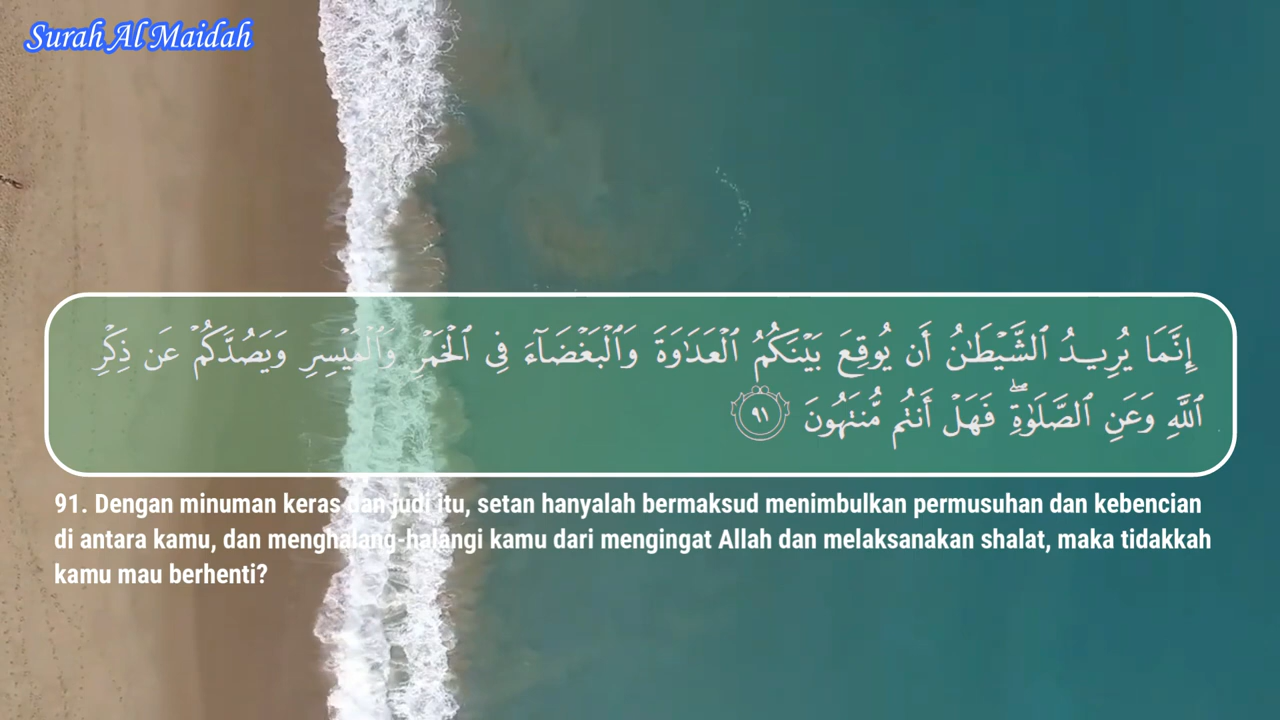 Surah Al Maidah
إِنَّمَا يُرِيدُ ٱلشَّيْطَٰنُ أَن يُوقِعَ بَيْنَكُمُ ٱلْعَدَٰوَةَ وَٱلْبَغْضَآءَ فِى ٱلْخَمْرِ وَٱلْمَيْسِرِ وَيَصُدَّكُمْ عَن ذِكْرِ
ٱللَّهِ وَعَنِ ٱلصَّلَوٰةِ ۖ فَهَلْ أَنتُم مُّنتَهُونَ ٩١
91. Dengan minuman keras dan judi itu, setan hanyalah bermaksud menimbulkan permusuhan dan kebencian
di antara kamu, dan menghalang-halangi kamu dari mengingat Allah dan melaksanakan shalat, maka tidakkah
kamu mau berhenti?